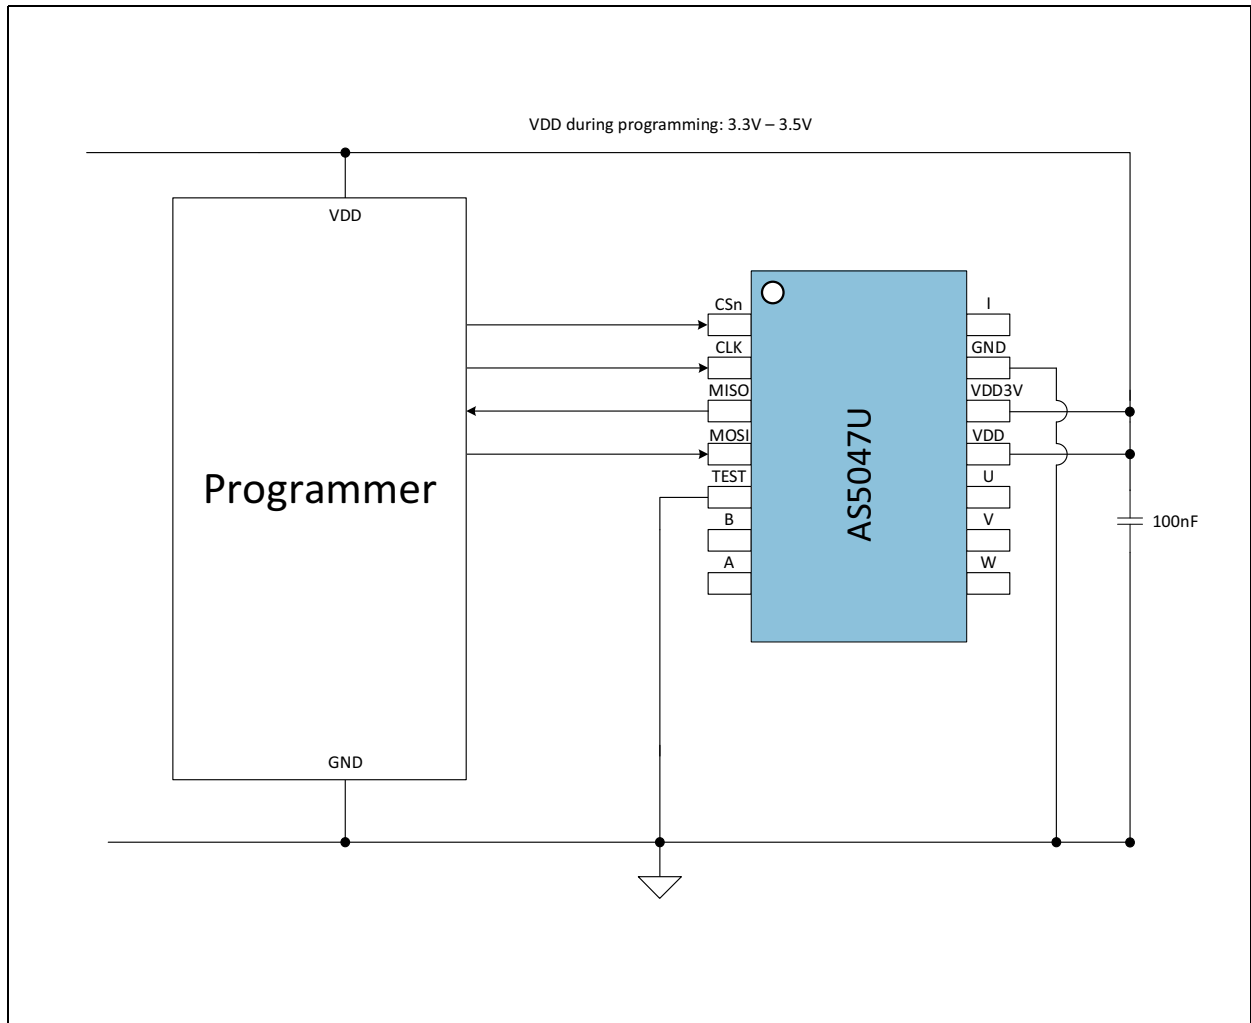 VDD during programming: 3.3V – 3.5V
VDD
Programmer
GND
CSn
CLK
MISO
MOSI
TEST
B
A
AS5047U
I
GND
VDD3V
VDD
U
V
W
100nF